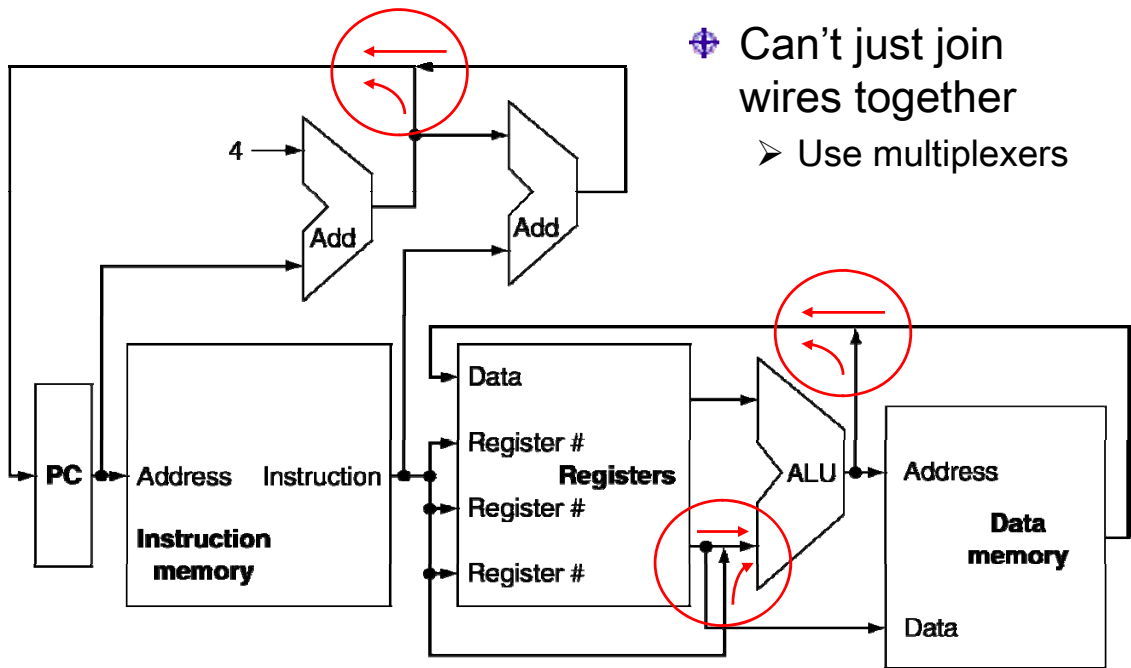 Can't just join
wires together
➢ Use multiplexers
4
Add
Add
Data
Register #
Registers
Register #
Register #
PC
Address
Instruction
Instruction
memory
ALU
Address
Data
memory
Data